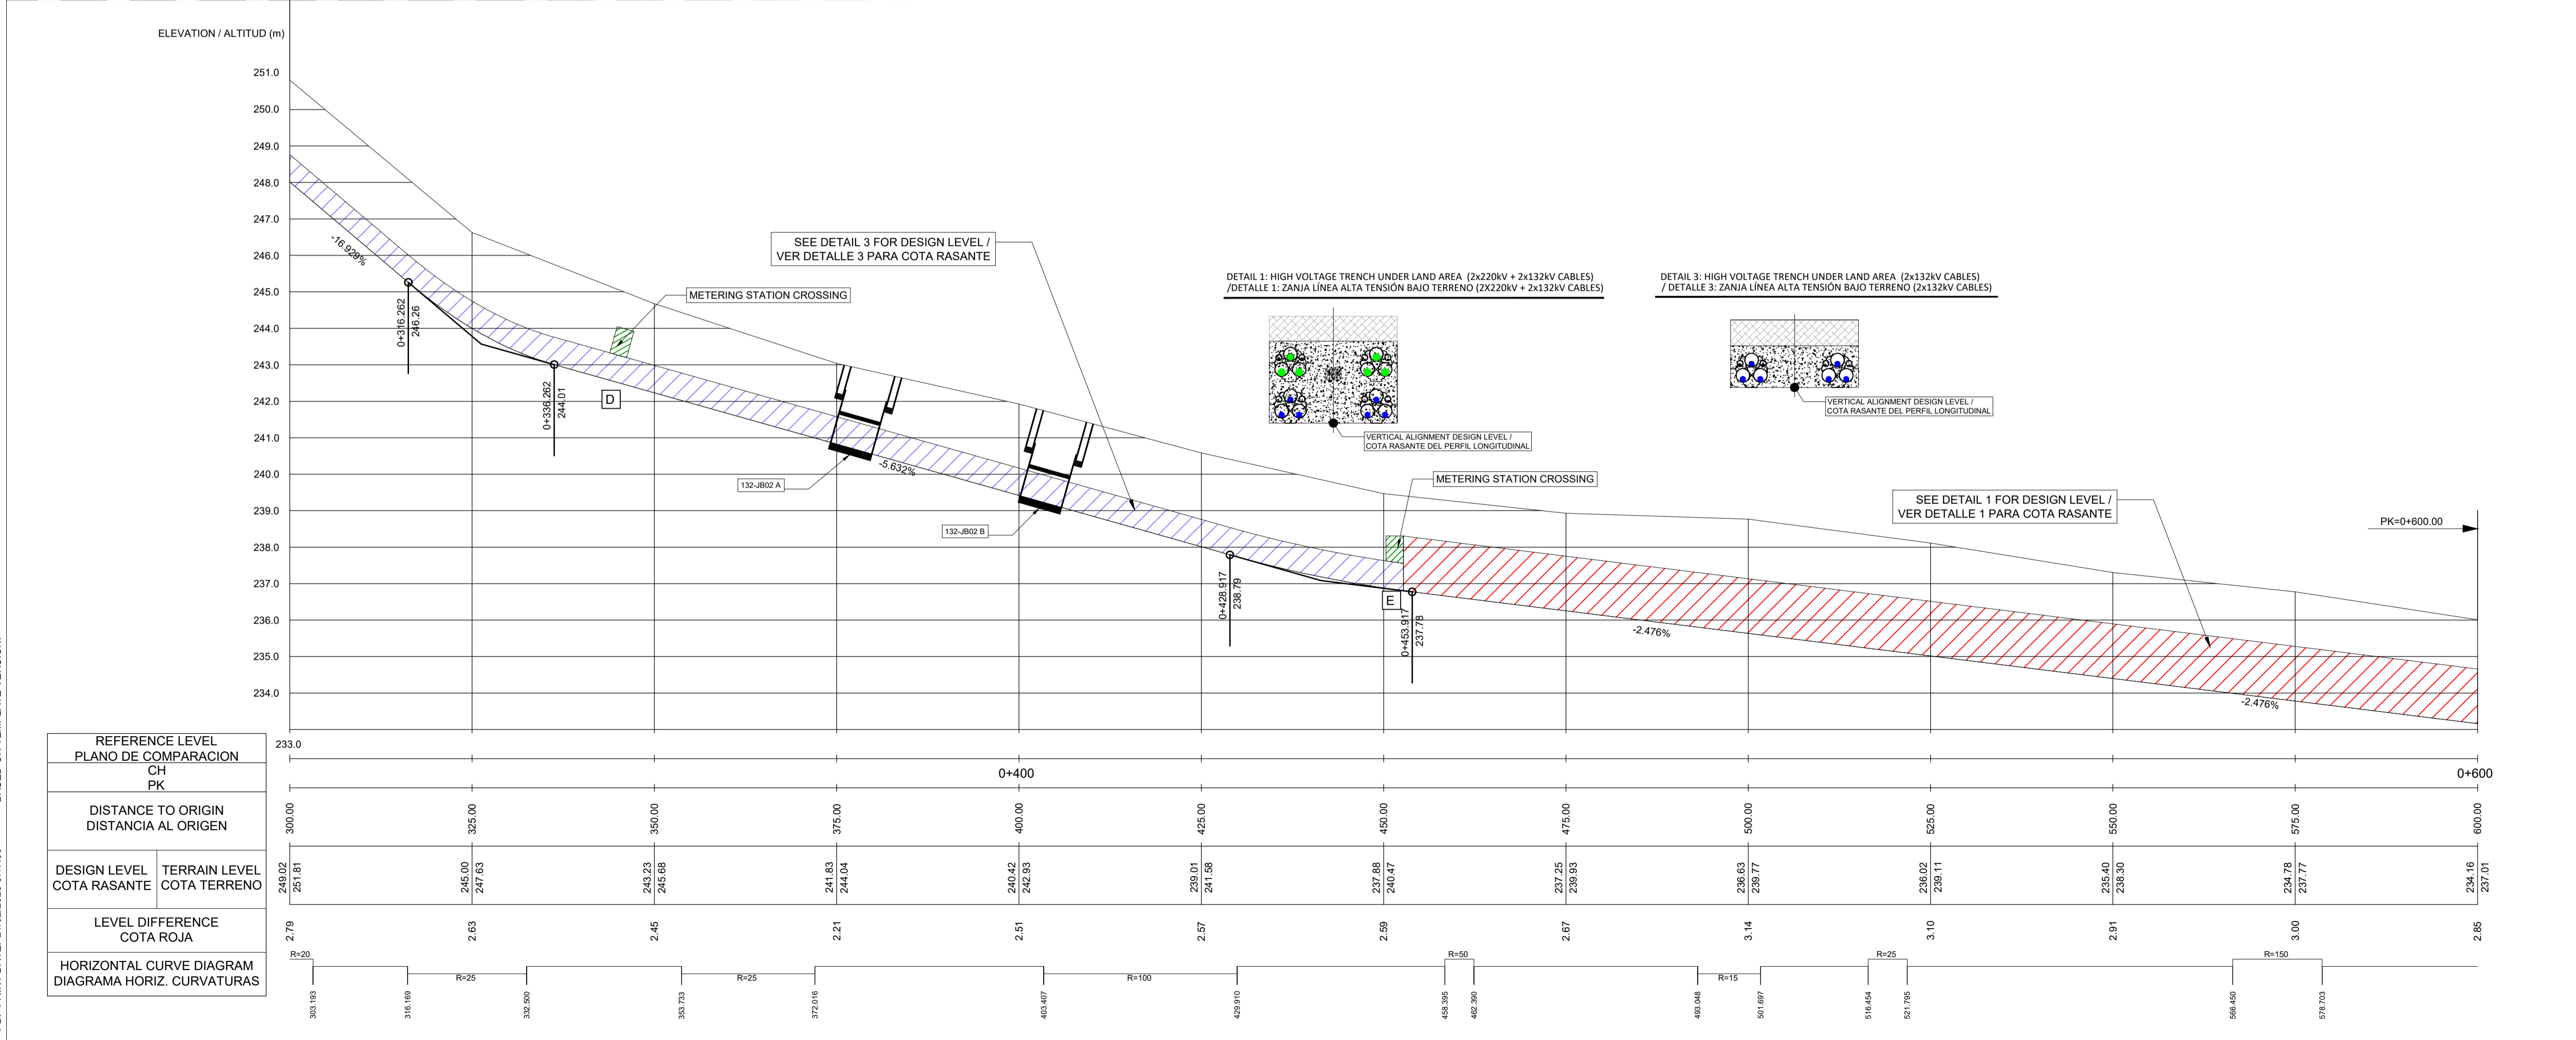 ELEVATION / ALTITUD (m)
251.0
250.0
249.0
248.0
247.0
246.0
245.0
244.0
243.0
242.0
241.0
240.0
239.0
238.0
237.0
236.0
235.0
234.0
-16.929%
0+316.262
246.26
0+336.262
244.01
D
METERING STATION CROSSING
SEE DETAIL 3 FOR DESIGN LEVEL /
VER DETALLE 3 PARA COTA RASANTE
132-JB02 A
-5.632%
132-JB02 B
0+428.917
238.79
DETAIL 1: HIGH VOLTAGE TRENCH UNDER LAND AREA (2x220kV + 2x132kV CABLES)
/DETALLE 1: ZANJA LÍNEA ALTA TENSIÓN BAJO TERRENO (2X220kV + 2x132kV CABLES)
VERTICAL ALIGNMENT DESIGN LEVEL /
COTA RASANTE DEL PERFIL LONGITUDINAL
DETAIL 3: HIGH VOLTAGE TRENCH UNDER LAND AREA (2x132kV CABLES)
/ DETALLE 3: ZANJA LÍNEA ALTA TENSIÓN BAJO TERRENO (2x132kV CABLES)
VERTICAL ALIGNMENT DESIGN LEVEL /
COTA RASANTE DEL PERFIL LONGITUDINAL
METERING STATION CROSSING
E
0+453.917
237.78
SEE DETAIL 1 FOR DESIGN LEVEL /
VER DETALLE 1 PARA COTA RASANTE
PK=0+600.00
-2.476%
-2.476%
REFERENCE LEVEL
PLANO DE COMPARACION
233.0
CH
PK
0+400
0+600
DISTANCE TO ORIGIN
DISTANCIA AL ORIGEN
300.00
325.00
350.00
375.00
400.00
425.00
450.00
475.00
500.00
525.00
550.00
575.00
600.00
DESIGN LEVEL
COTA RASANTE
TERRAIN LEVEL
COTA TERRENO
249.02
251.81
245.00
247.63
243.23
245.68
241.83
244.04
240.42
242.93
239.01
241.58
237.88
240.47
237.25
239.93
236.63
239.77
236.02
239.11
235.40
238.30
234.78
237.77
234.16
237.01
LEVEL DIFFERENCE
COTA ROJA
2.79
2.63
2.45
2.21
2.51
2.57
2.59
2.67
3.14
3.10
2.91
3.00
2.85
HORIZONTAL CURVE DIAGRAM
DIAGRAMA HORIZ. CURVATURAS
R=20
R=25
R=25
R=100
R=50
R=15
R=25
R=150
303.193
316.169
332.500
353.733
372.016
403.407
429.910
458.395
462.390
493.048
501.697
516.454
521.795
566.450
578.703